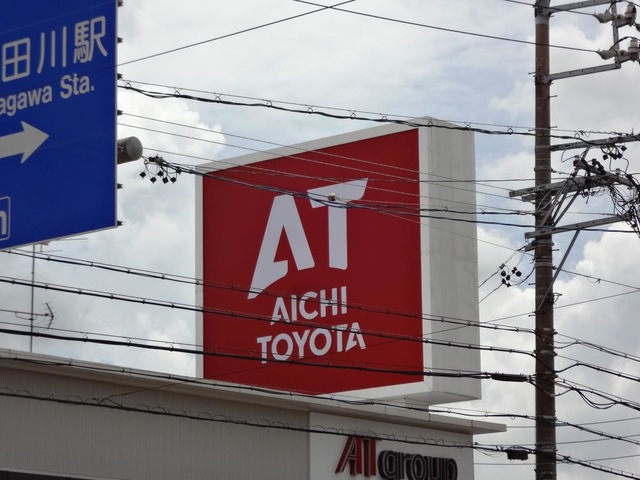 田川駅
agawa Sta.
AT
AICHI
TOYOTA
AT group